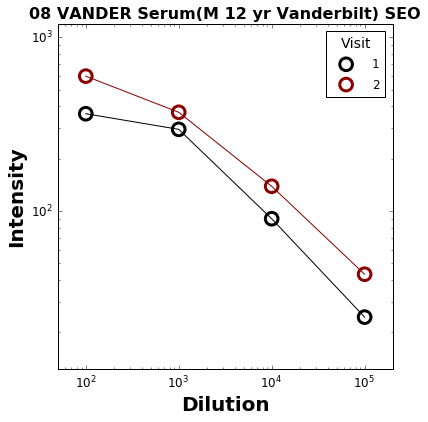 08 VANDER Serum(M 12 yr Vanderbilt) SEO
Visit
1
2
10³
10²
Intensity
10² 10³ 10⁴ 10⁵
Dilution